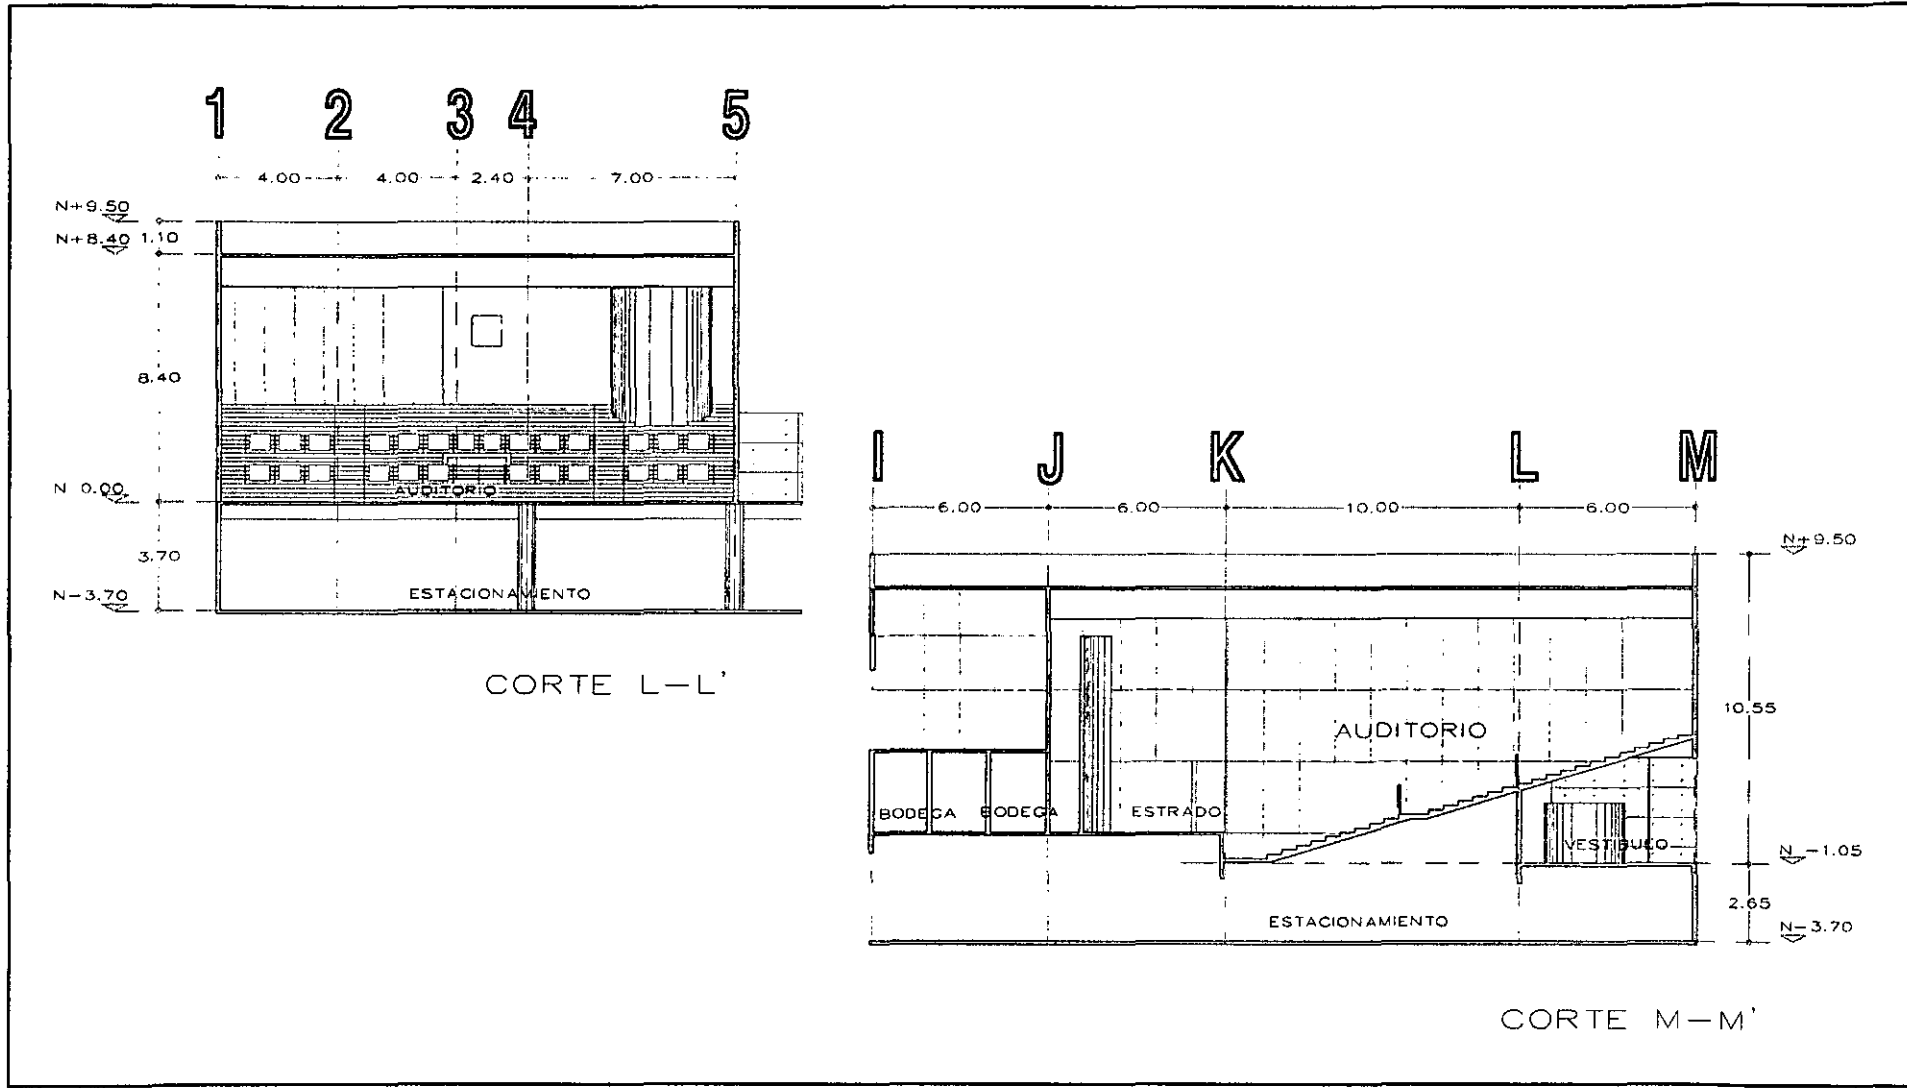 1 2 3 4 5
4.00 4.00 2.40 7.00
N+9.50
N+8.40 1.10
8.40
N 0.00
AUDITORIO
3.70
N-3.70
ESTACIONAMIENTO
CORTE L-L'
I J K L M
6.00 6.00 10.00 6.00
N+9.50
10.55
AUDITORIO
BODEGA BODEGA ESTRADO
VESTIBULO
N -1.05
2.65
ESTACIONAMIENTO
N-3.70
CORTE M-M'